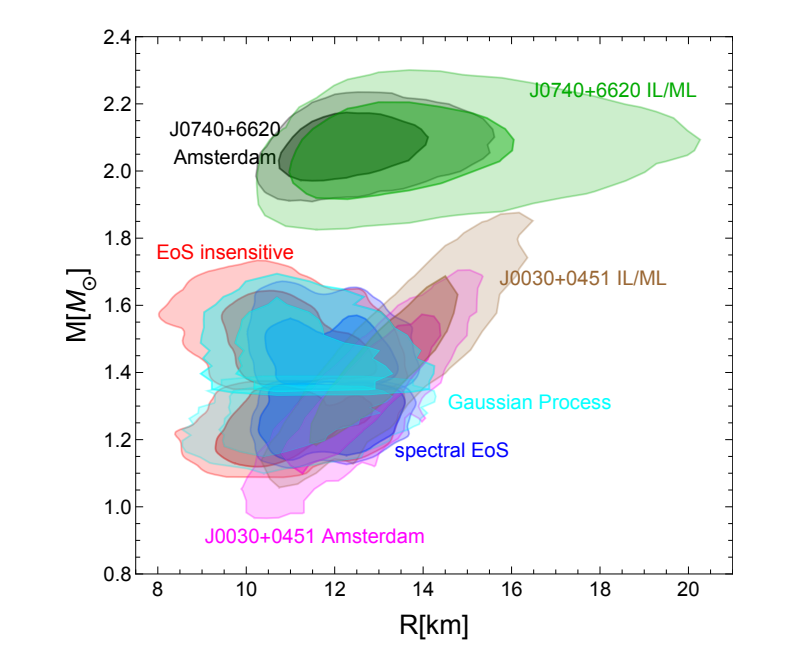 2.4
2.2
2.0
1.8
1.6
1.4
1.2
1.0
0.8
M[M⊙]
J0740+6620 IL/ML
J0740+6620
Amsterdam
EoS insensitive
J0030+0451 IL/ML
Gaussian Process
spectral EoS
J0030+0451 Amsterdam
8 10 12 14 16 18 20
R[km]